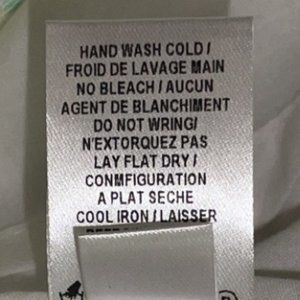 HAND WASH COLD /
FROID DE LAVAGE MAIN
NO BLEACH / AUCUN
AGENT DE BLANCHIMENT
DO NOT WRING/
N'EXTORQUEZ PAS
LAY FLAT DRY /
CONMFIGURATION
A PLAT SECHE
COOL IRON / LAISSER